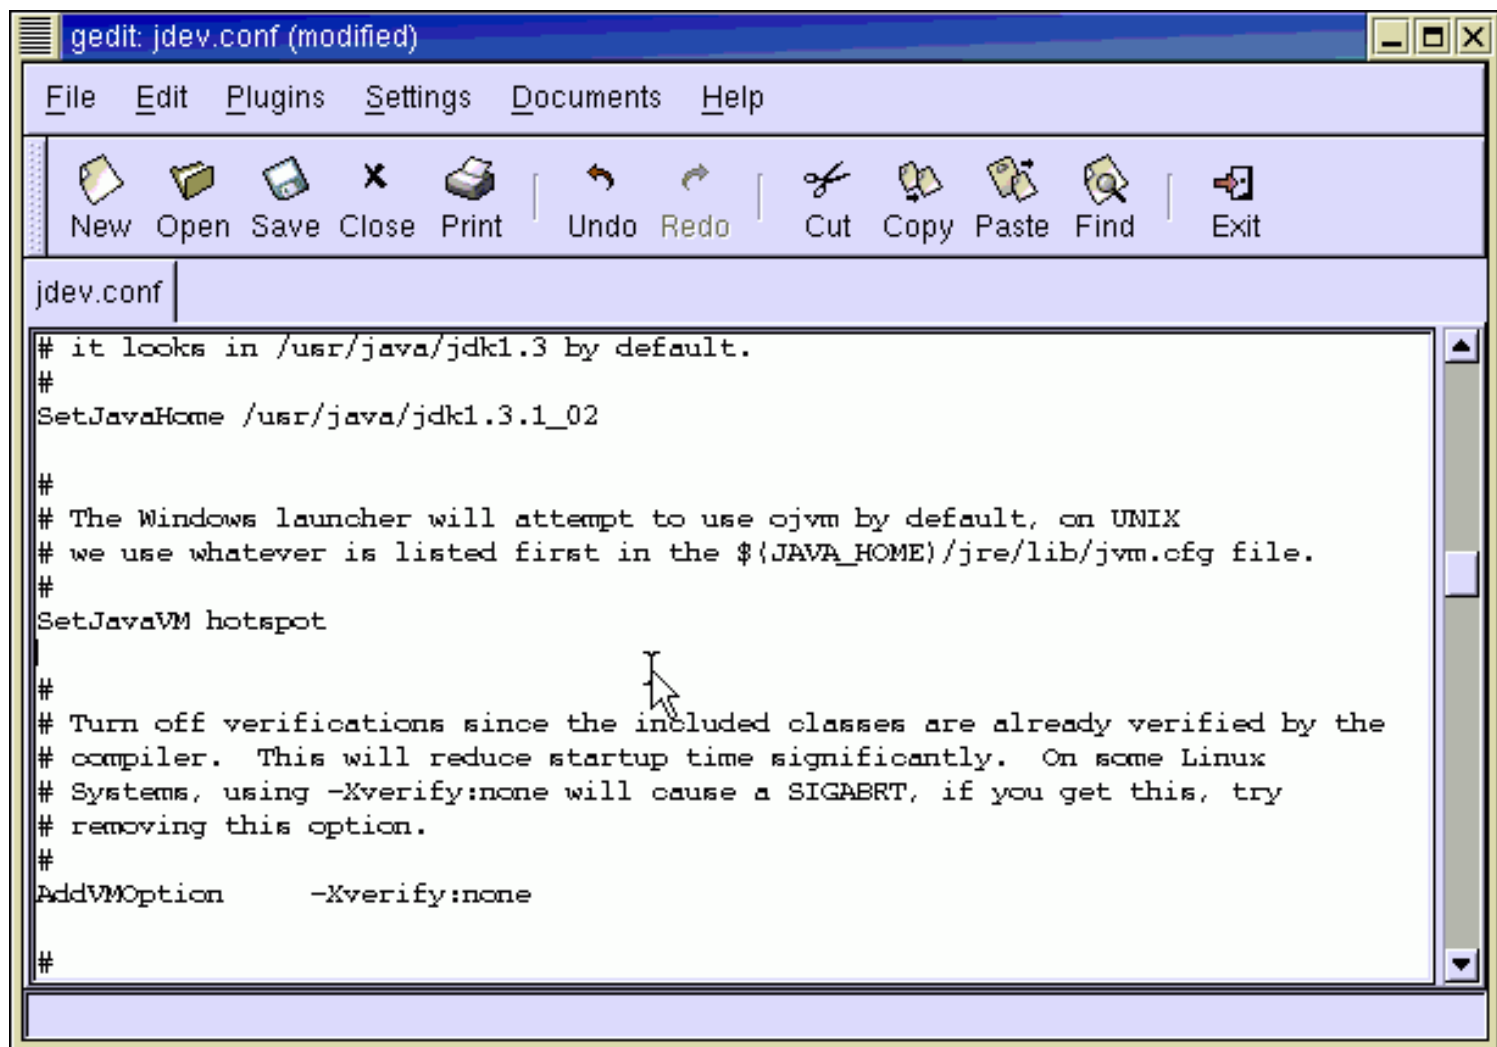 gedit: jdev.conf (modified)
File Edit Plugins Settings Documents Help
New Open Save Close Print Undo Redo Cut Copy Paste Find Exit
jdev.conf
# it looks in /usr/java/jdk1.3 by default.
#
SetJavaHome /usr/java/jdk1.3.1_02
#
# The Windows launcher will attempt to use ojvm by default, on UNIX
# we use whatever is listed first in the ${JAVA_HOME}/jre/lib/jvm.cfg file.
#
SetJavaVM hotspot
#
# Turn off verifications since the included classes are already verified by the
# compiler.  This will reduce startup time significantly.  On some Linux
# Systems, using -Xverify:none will cause a SIGABRT, if you get this, try
# removing this option.
#
AddVMOption     -Xverify:none
#